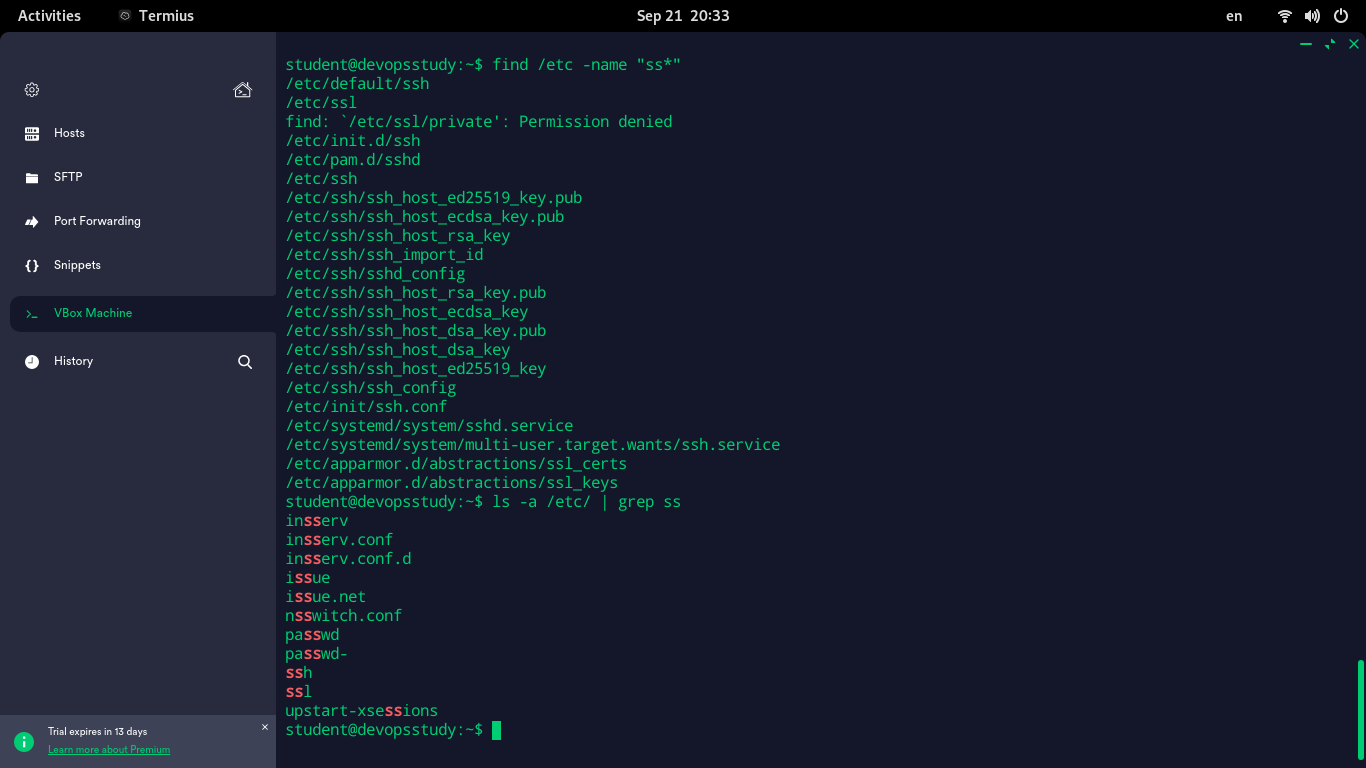 Activities
Termius
Sep 21 20:33
en
Hosts
SFTP
Port Forwarding
Snippets
VBox Machine
History
Trial expires in 13 days
Learn more about Premium
student@devopsstudy:~$ find /etc -name "ss*"
/etc/default/ssh
/etc/ssl
find: `/etc/ssl/private': Permission denied
/etc/init.d/ssh
/etc/pam.d/sshd
/etc/ssh
/etc/ssh/ssh_host_ed25519_key.pub
/etc/ssh/ssh_host_ecdsa_key.pub
/etc/ssh/ssh_host_rsa_key
/etc/ssh/ssh_import_id
/etc/ssh/sshd_config
/etc/ssh/ssh_host_rsa_key.pub
/etc/ssh/ssh_host_ecdsa_key
/etc/ssh/ssh_host_dsa_key.pub
/etc/ssh/ssh_host_dsa_key
/etc/ssh/ssh_host_ed25519_key
/etc/ssh/ssh_config
/etc/init/ssh.conf
/etc/systemd/system/sshd.service
/etc/systemd/system/multi-user.target.wants/ssh.service
/etc/apparmor.d/abstractions/ssl_certs
/etc/apparmor.d/abstractions/ssl_keys
student@devopsstudy:~$ ls -a /etc/ | grep ss
insserv
insserv.conf
insserv.conf.d
issue
issue.net
nsswitch.conf
passwd
passwd-
ssh
ssl
upstart-xsessions
student@devopsstudy:~$